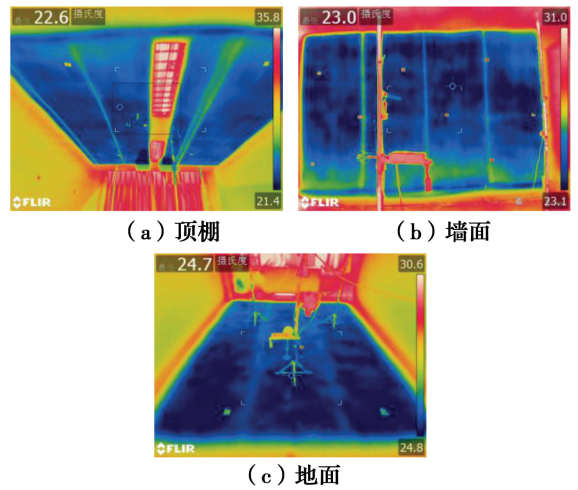 22.6 摄氏度 35.8
FLIR 21.4
23.0 摄氏度 31.0
FLIR 23.1
(a)顶棚 (b)墙面
24.7 摄氏度 30.6
FLIR 24.8
(c)地面